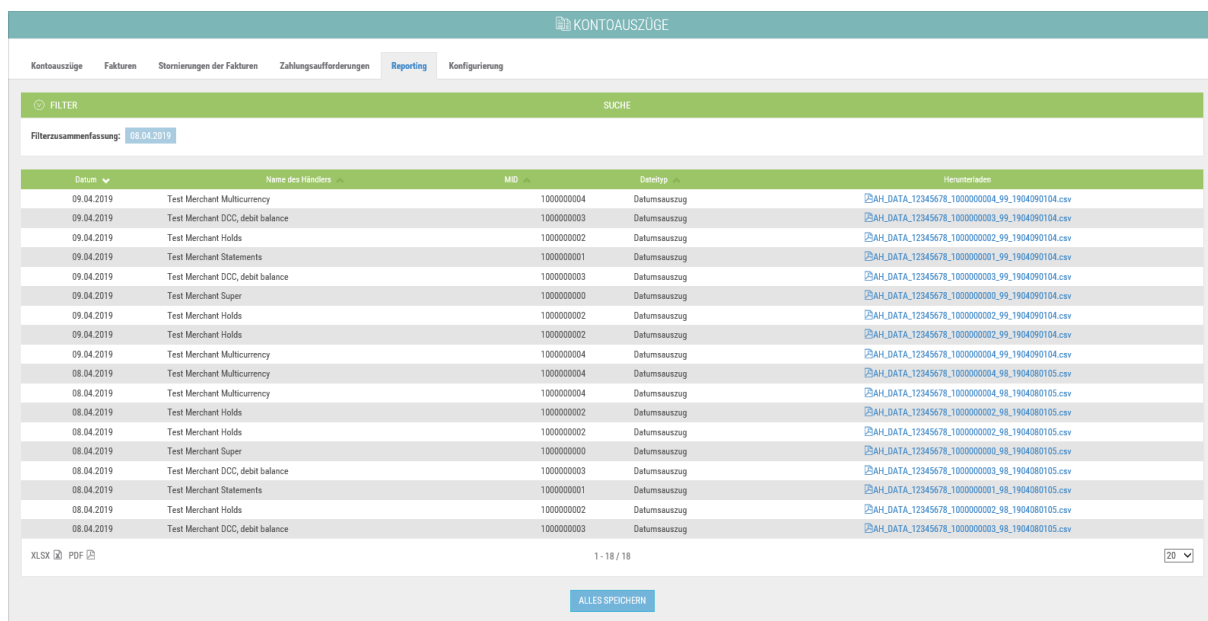 KONTOAUSZÜGE
Kontoauszüge Fakturen Stornierungen der Fakturen Zahlungsaufforderungen Reporting Konfigurierung
FILTER SUCHE
Filterzusammenfassung: 08.04.2019
Datum Name des Händlers MID Dateityp Herunterladen
09.04.2019 Test Merchant Multicurrency 1000000004 Datumsauszug AH_DATA_12345678_1000000004_99_1904090104.csv
09.04.2019 Test Merchant DCC, debit balance 1000000003 Datumsauszug AH_DATA_12345678_1000000003_99_1904090104.csv
09.04.2019 Test Merchant Holds 1000000002 Datumsauszug AH_DATA_12345678_1000000002_99_1904090104.csv
09.04.2019 Test Merchant Statements 1000000001 Datumsauszug AH_DATA_12345678_1000000001_99_1904090104.csv
09.04.2019 Test Merchant DCC, debit balance 1000000003 Datumsauszug AH_DATA_12345678_1000000003_99_1904090104.csv
09.04.2019 Test Merchant Super 1000000000 Datumsauszug AH_DATA_12345678_1000000000_99_1904090104.csv
09.04.2019 Test Merchant Holds 1000000002 Datumsauszug AH_DATA_12345678_1000000002_99_1904090104.csv
09.04.2019 Test Merchant Holds 1000000002 Datumsauszug AH_DATA_12345678_1000000002_99_1904090104.csv
09.04.2019 Test Merchant Multicurrency 1000000004 Datumsauszug AH_DATA_12345678_1000000004_99_1904090104.csv
08.04.2019 Test Merchant Multicurrency 1000000004 Datumsauszug AH_DATA_12345678_1000000004_98_1904080105.csv
08.04.2019 Test Merchant Multicurrency 1000000004 Datumsauszug AH_DATA_12345678_1000000004_98_1904080105.csv
08.04.2019 Test Merchant Holds 1000000002 Datumsauszug AH_DATA_12345678_1000000002_98_1904080105.csv
08.04.2019 Test Merchant Holds 1000000002 Datumsauszug AH_DATA_12345678_1000000002_98_1904080105.csv
08.04.2019 Test Merchant Super 1000000000 Datumsauszug AH_DATA_12345678_1000000000_98_1904080105.csv
08.04.2019 Test Merchant DCC, debit balance 1000000003 Datumsauszug AH_DATA_12345678_1000000003_98_1904080105.csv
08.04.2019 Test Merchant Statements 1000000001 Datumsauszug AH_DATA_12345678_1000000001_98_1904080105.csv
08.04.2019 Test Merchant Holds 1000000002 Datumsauszug AH_DATA_12345678_1000000002_98_1904080105.csv
08.04.2019 Test Merchant DCC, debit balance 1000000003 Datumsauszug AH_DATA_12345678_1000000003_98_1904080105.csv
XLSX PDF 1 - 18 / 18 20
ALLES SPEICHERN